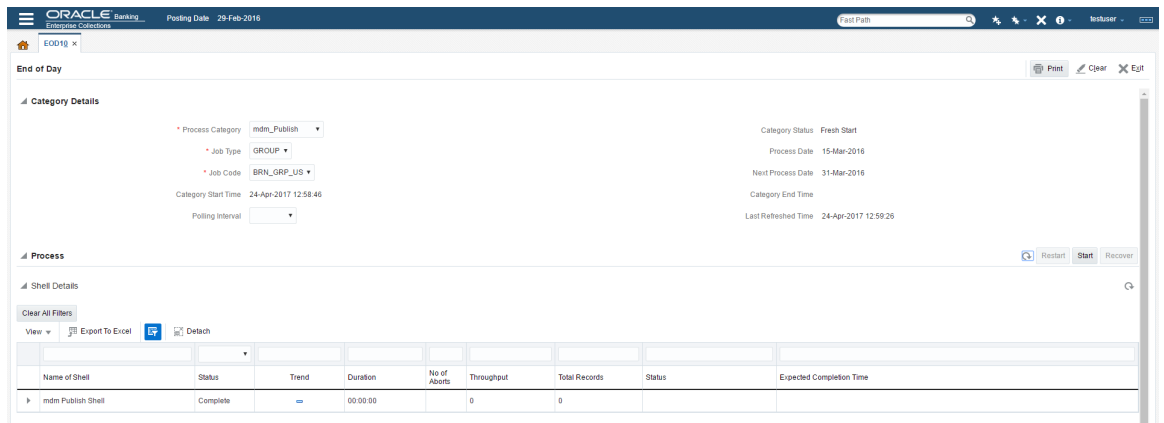 ORACLE Banking Posting Date 29-Feb-2016 Fast Path testuser
Enterprise Collections
EOD10 ×
End of Day Print Clear Exit
Category Details
* Process Category mdm_Publish Category Status Fresh Start
* Job Type GROUP Process Date 15-Mar-2016
* Job Code BRN_GRP_US Next Process Date 31-Mar-2016
Category Start Time 24-Apr-2017 12:58:46 Category End Time
Polling Interval Last Refreshed Time 24-Apr-2017 12:59:26
Process Restart Start Recover
Shell Details
Clear All Filters
View Export To Excel Detach
Name of Shell Status Trend Duration No of Aborts Throughput Total Records Status Expected Completion Time
mdm Publish Shell Complete 00:00:00 0 0